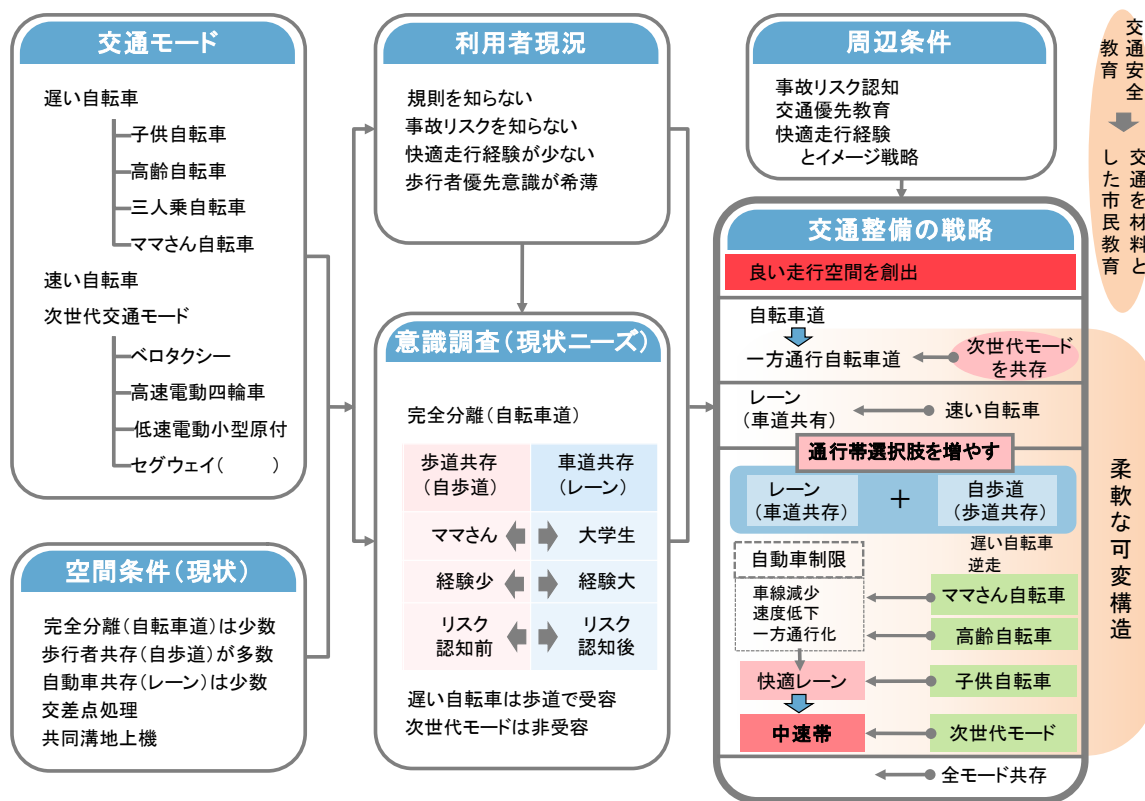 交通モード
遅い自転車
子供自転車
高齢自転車
三人乗自転車
ママさん自転車
速い自転車
次世代交通モード
ベロタクシー
高速電動四輪車
低速電動小型原付
セグウェイ(　　　)
空間条件(現状)
完全分離(自転車道)は少数
歩行者共存(自歩道)が多数
自動車共存(レーン)は少数
交差点処理
共同溝地上機
利用者現況
規則を知らない
事故リスクを知らない
快適走行経験が少ない
歩行者優先意識が希薄
意識調査(現状ニーズ)
完全分離(自転車道)
歩道共存
(自歩道)
車道共存
(レーン)
ママさん
大学生
経験少
経験大
リスク
認知前
リスク
認知後
遅い自転車は歩道で受容
次世代モードは非受容
周辺条件
事故リスク認知
交通優先教育
快適走行経験
とイメージ戦略
交通整備の戦略
良い走行空間を創出
自転車道
一方通行自転車道
次世代モード
を共存
レーン
(車道共有)
速い自転車
通行帯選択肢を増やす
レーン
(車道共存)
+
自歩道
(歩道共存)
遅い自転車
逆走
自動車制限
車線減少
速度低下
一方通行化
ママさん自転車
高齢自転車
快適レーン
子供自転車
中速帯
次世代モード
全モード共存
交通安全
教育
交通を材料と
した市民教育
柔軟な可変構造